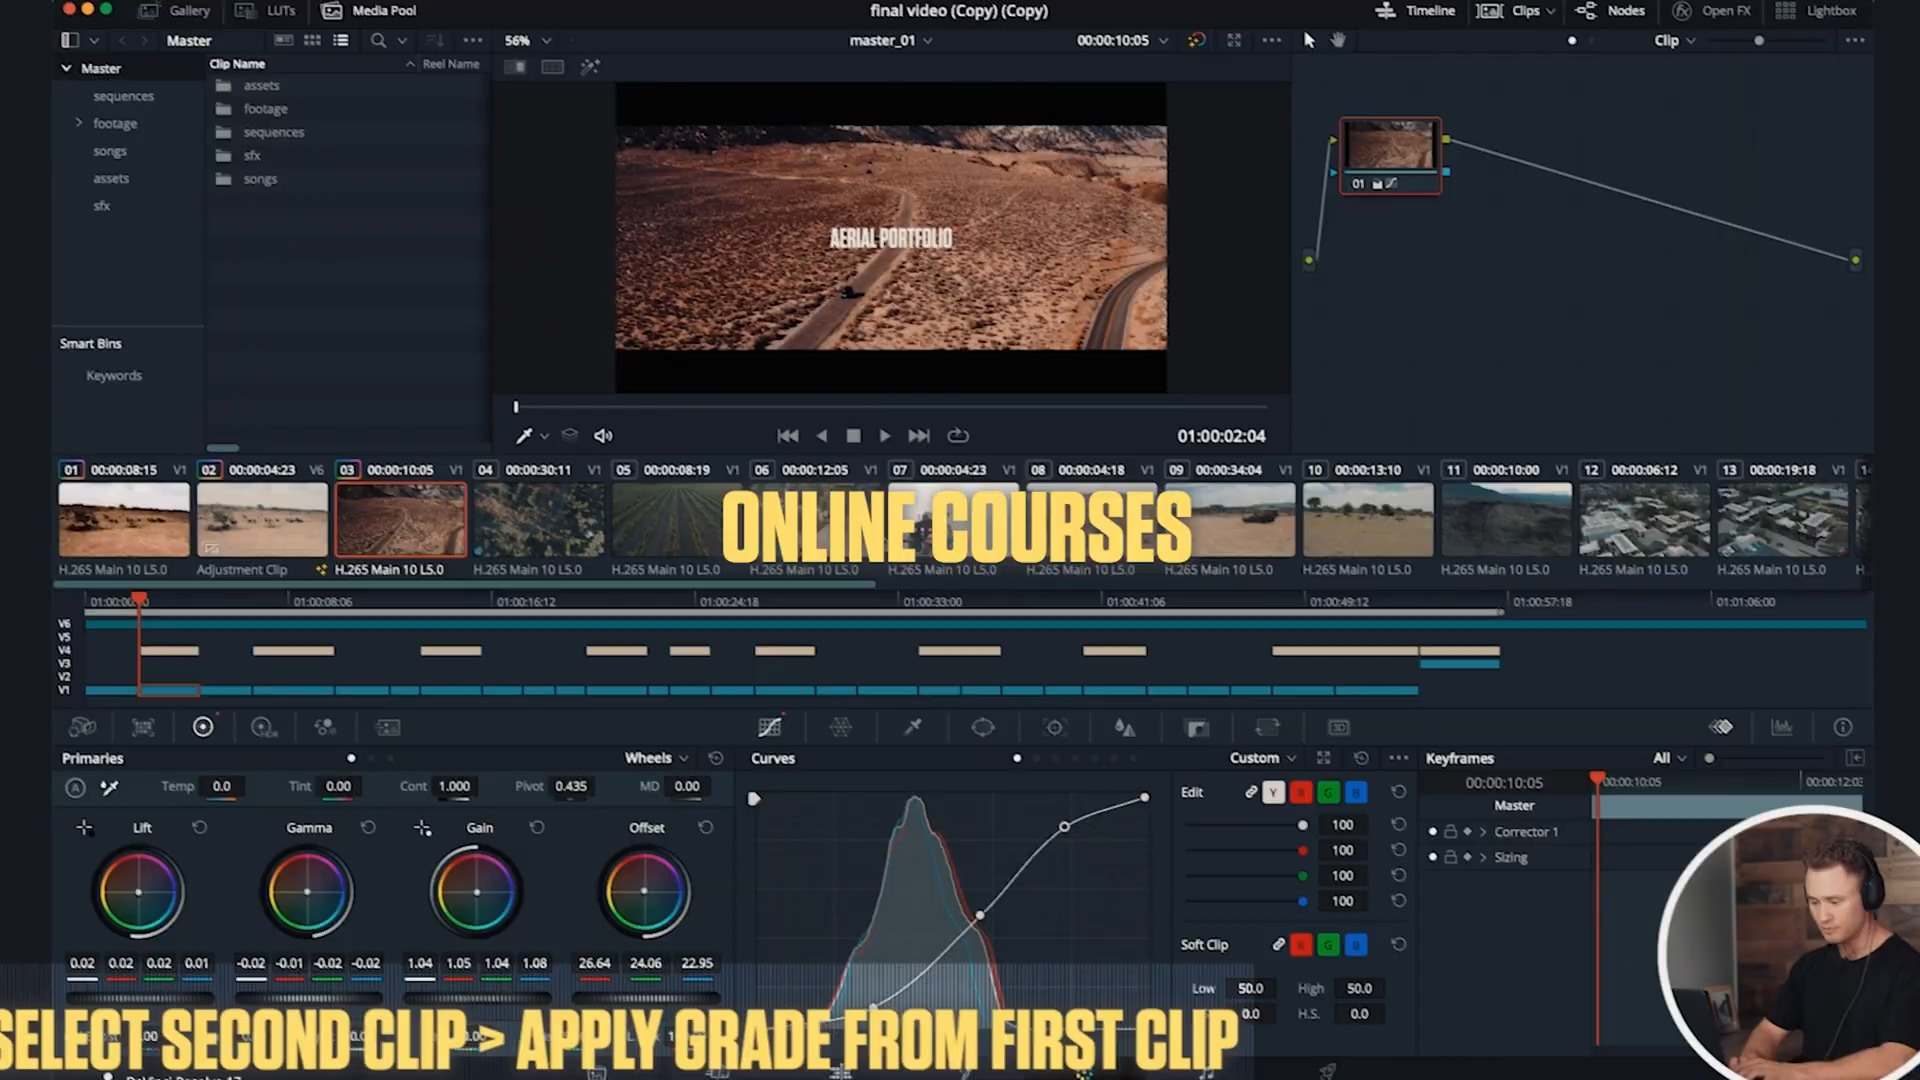 Gallery LUTs Media Pool final video (Copy) (Copy) Timeline Clips Nodes Open FX Lightbox
Master 56% master_01 00:00:10:05 Clip
Master
sequences
footage
songs
assets
sfx
Smart Bins
Keywords
Clip Name Reel Name
assets
footage
sequences
sfx
songs
AERIAL PORTFOLIO
01:00:02:04
01
01 00:00:08:15 V1 02 00:00:04:23 V6 03 00:00:10:05 V1 04 00:00:30:11 V1 05 00:00:08:19 V1 06 00:00:12:05 V1 07 00:00:04:23 V1 08 00:00:04:18 V1 09 00:00:34:04 V1 10 00:00:13:10 V1 11 00:00:10:00 V1 12 00:00:06:12 V1 13 00:00:19:18 V1
ONLINE COURSES
H.265 Main 10 L5.0 Adjustment Clip H.265 Main 10 L5.0 H.265 Main 10 L5.0 H.265 Main 10 L5.0 H.265 Main 10 L5.0 H.265 Main 10 L5.0 H.265 Main 10 L5.0 H.265 Main 10 L5.0 H.265 Main 10 L5.0 H.265 Main 10 L5.0 H.265 Main 10 L5.0 H.265 Main 10 L5.0
01:00:08:06 01:00:16:12 01:00:24:18 01:00:33:00 01:00:41:06 01:00:49:12 01:00:57:18 01:01:06:00
V6
V5
V4
V3
V2
V1
Primaries Wheels
A Temp 0.0 Tint 0.00 Cont 1.000 Pivot 0.435 MD 0.00
Lift Gamma Gain Offset
0.02 0.02 0.02 0.01 -0.02 -0.01 -0.02 -0.02 1.04 1.05 1.04 1.08 26.64 24.06 22.95
Curves Custom
Edit Y R G B
100
100
100
100
Soft Clip R G B
Low 50.0 High 50.0
0.0 H.S. 0.0
Keyframes All
00:00:10:05 00:00:10:05
Master
Corrector 1
Sizing
SELECT SECOND CLIP > APPLY GRADE FROM FIRST CLIP